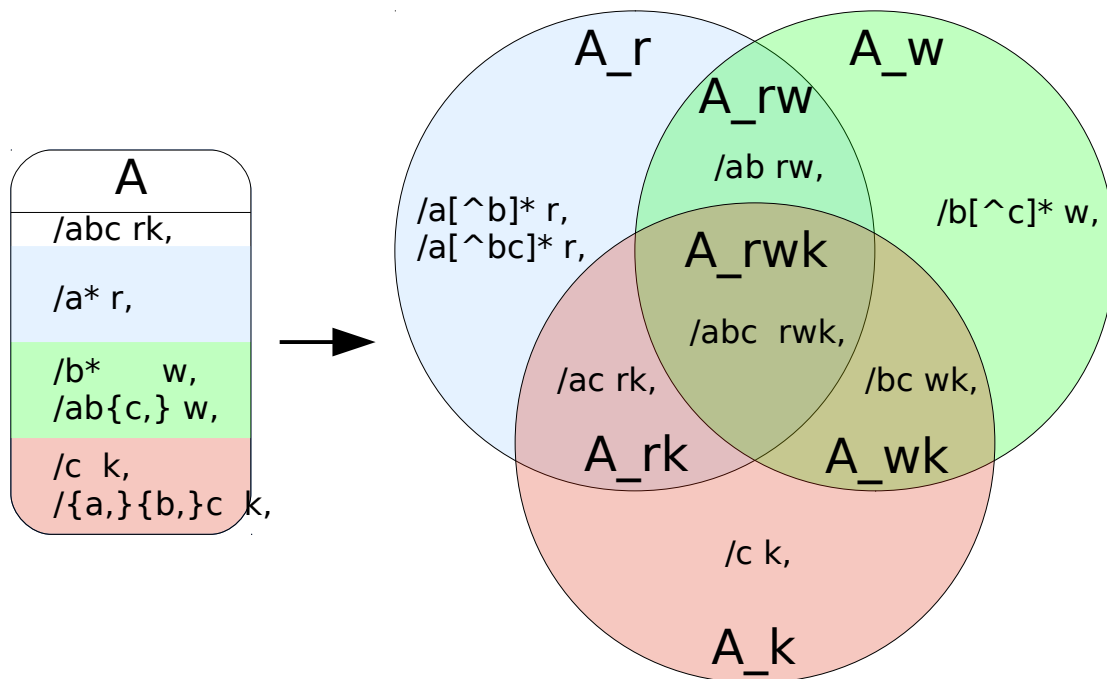 A
/abc rk,
/a* r,
/b*      w,
/ab{c,} w,
/c  k,
/{a,}{b,}c  k,
A_r
A_w
A_rw
/ab rw,
/a[^b]* r,
/a[^bc]* r,
/b[^c]* w,
A_rwk
/abc  rwk,
/ac rk,
/bc wk,
A_rk
A_wk
/c k,
A_k